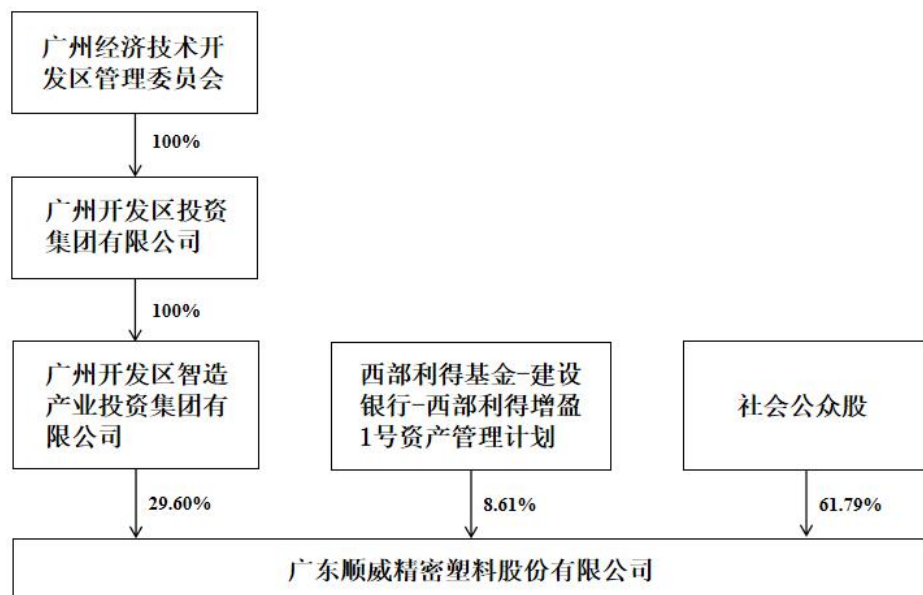 广州经济技术开
发区管理委员会
100%
广州开发区投资
集团有限公司
100%
广州开发区智造
产业投资集团有
限公司
西部利得基金-建设
银行-西部利得增盈
1号资产管理计划
社会公众股
29.60%
8.61%
61.79%
广东顺威精密塑料股份有限公司